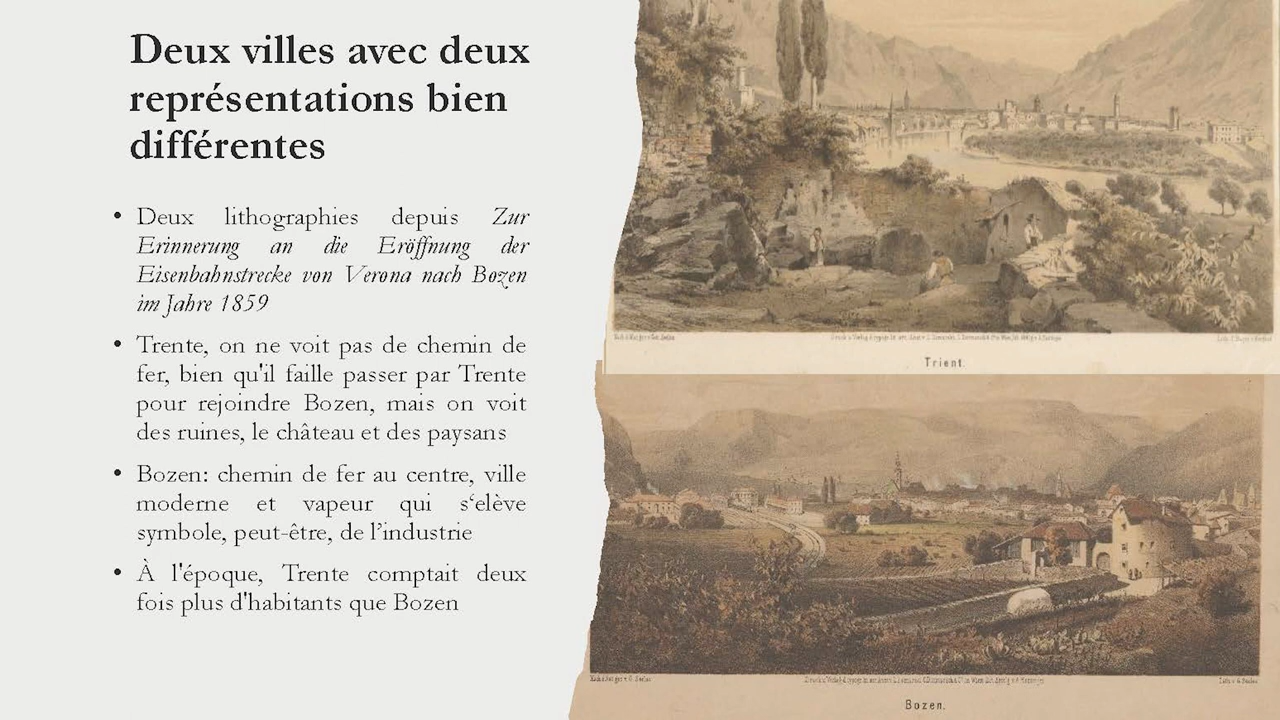 Deux villes avec deux
représentations bien
différentes
• Deux lithographies depuis Zur
Erinnerung an die Eröffnung der
Eisenbahnstrecke von Verona nach Bozen
im Jahre 1859
• Trente, on ne voit pas de chemin de
fer, bien qu'il faille passer par Trente
pour rejoindre Bozen, mais on voit
des ruines, le château et des paysans
• Bozen: chemin de fer au centre, ville
moderne et vapeur qui s‘elève
symbole, peut-être, de l’industrie
• À l'époque, Trente comptait deux
fois plus d'habitants que Bozen
Trient.
Bozen.